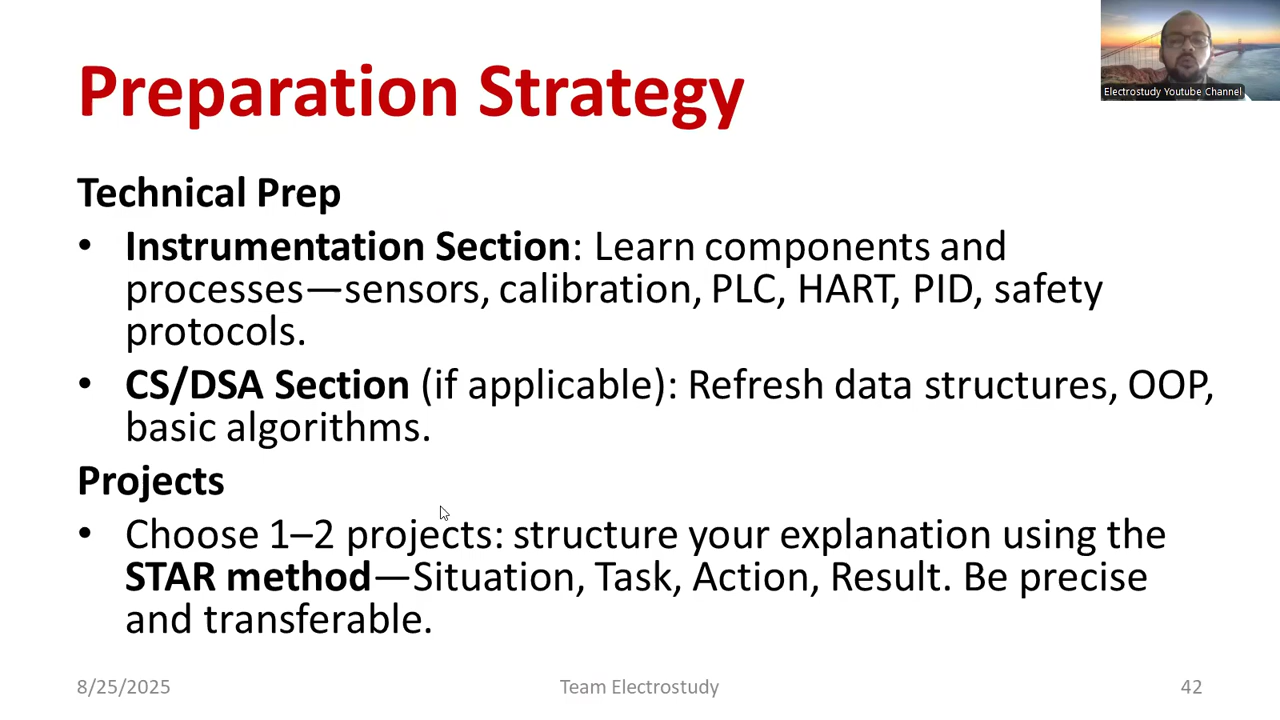 Preparation Strategy
Electrostudy Youtube Channel
Technical Prep
• Instrumentation Section: Learn components and
processes—sensors, calibration, PLC, HART, PID, safety
protocols.
• CS/DSA Section (if applicable): Refresh data structures, OOP,
basic algorithms.
Projects
• Choose 1–2 projects: structure your explanation using the
STAR method—Situation, Task, Action, Result. Be precise
and transferable.
8/25/2025
Team Electrostudy
42